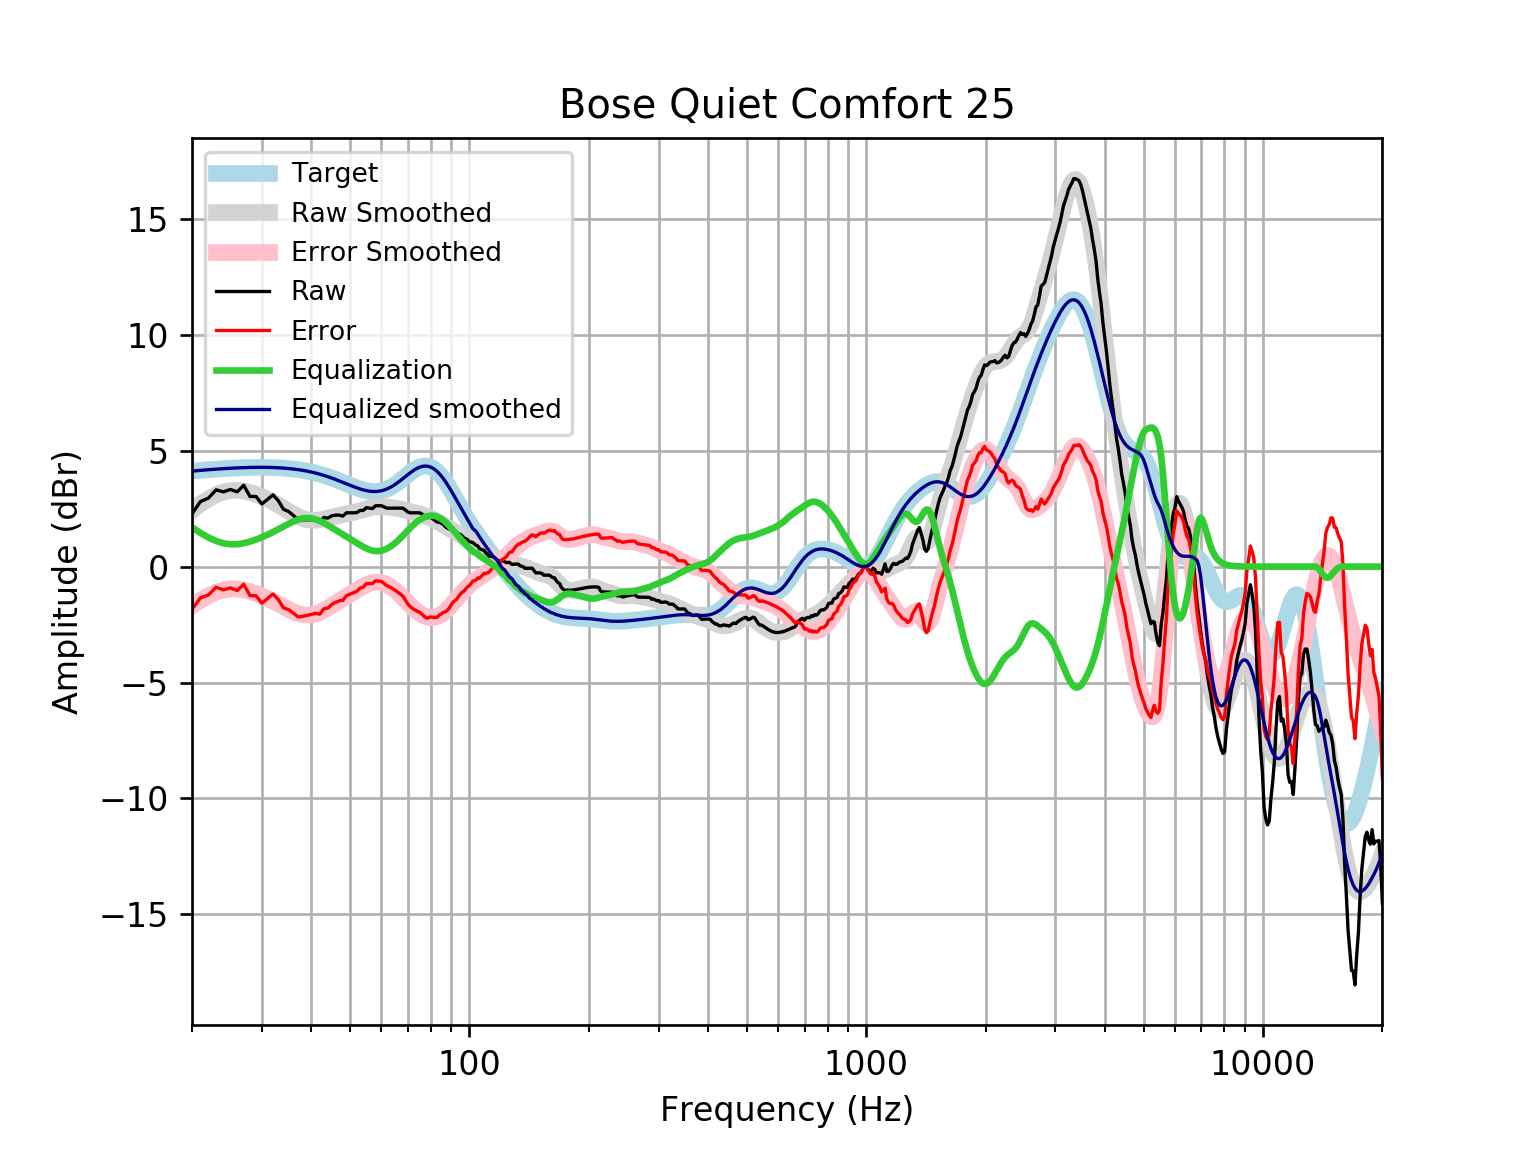 Bose Quiet Comfort 25
Target
Raw Smoothed
Error Smoothed
Raw
Error
Equalization
Equalized smoothed
15
10
5
0
−5
−10
−15
Amplitude (dBr)
100
1000
10000
Frequency (Hz)